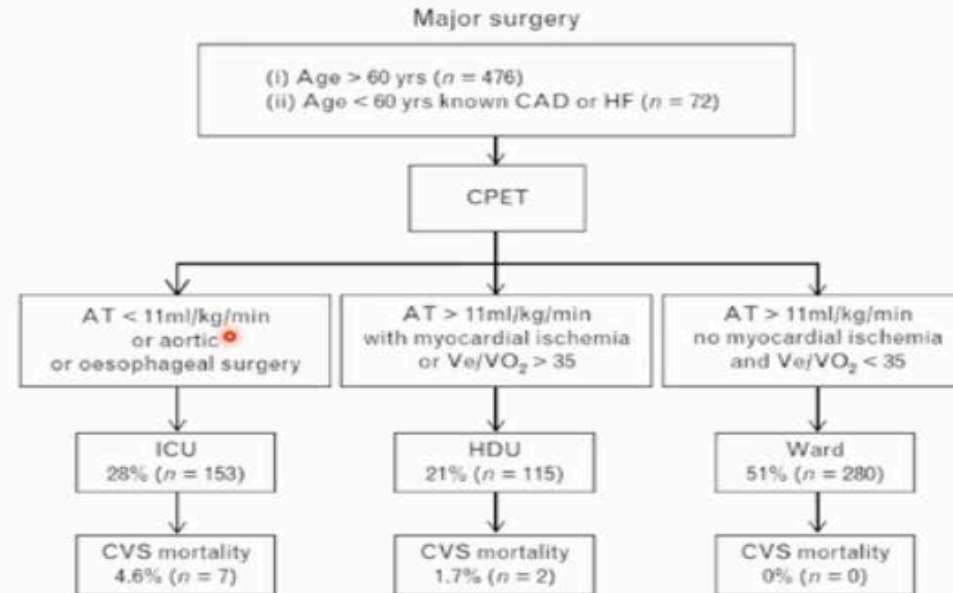 Major surgery
(i) Age > 60 yrs (n = 476)
(ii) Age < 60 yrs known CAD or HF (n = 72)
CPET
AT < 11ml/kg/min
or aortic
or oesophageal surgery
AT > 11ml/kg/min
with myocardial ischemia
or Ve/VO₂ > 35
AT > 11ml/kg/min
no myocardial ischemia
and Ve/VO₂ < 35
ICU
28% (n = 153)
HDU
21% (n = 115)
Ward
51% (n = 280)
CVS mortality
4.6% (n = 7)
CVS mortality
1.7% (n = 2)
CVS mortality
0% (n = 0)